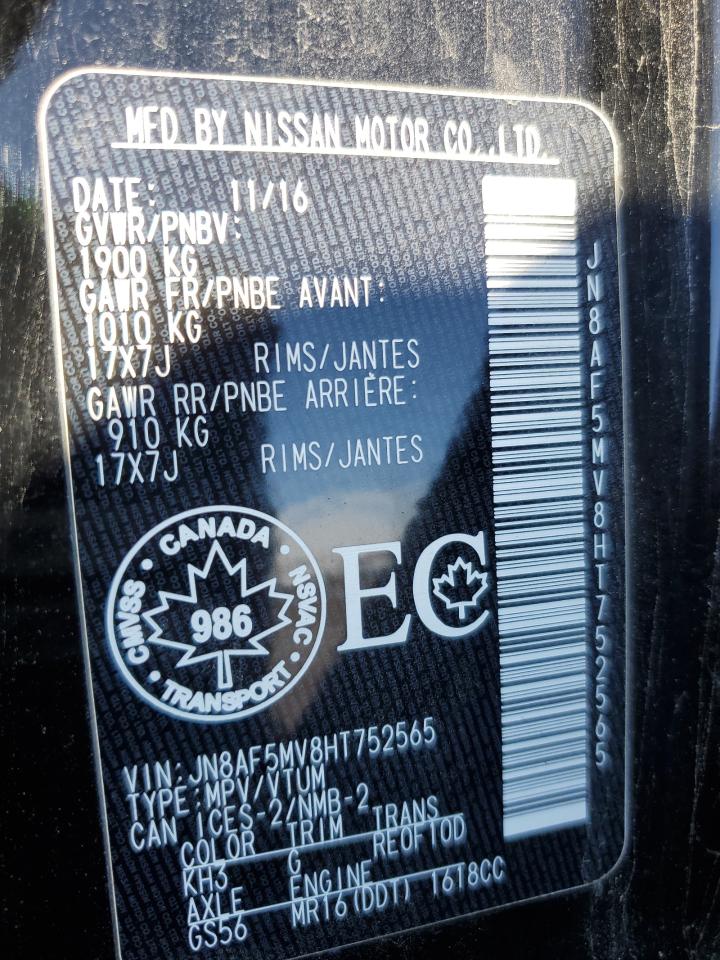 MFD BY NISSAN MOTOR CO.,LTD.
DATE: 11/16
GVWR/PNBV:
1900 KG
GAWR FR/PNBE AVANT:
1010 KG
17X7J RIMS/JANTES
GAWR RR/PNBE ARRIÈRE:
910 KG
17X7J RIMS/JANTES
CANADA
CMVSS • NSVAC
986
TRANSPORT
EC
VIN:JN8AF5MV8HT752565
TYPE:MPV/VTUM
CAN ICES-2/NMB-2
COLOR TRIM TRANS
KH3 G RE0F10D
AXLE ENGINE
GS56 MR16(DDT) 1618CC
JN8AF5MV8HT752565